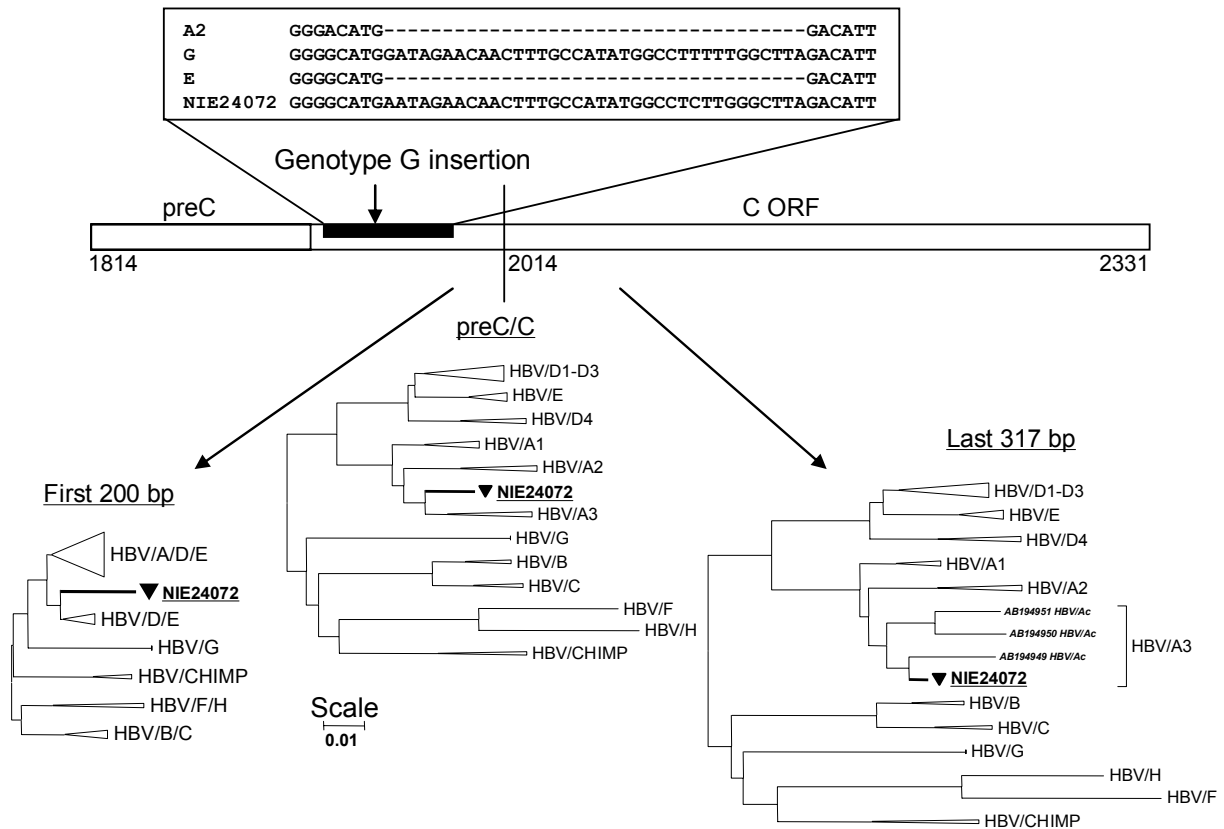 A2 GGGACATG------------------------------------GACATT
G GGGGCATGGATAGAACAACTTTGCCATATGGCCTTTTTGGCTTAGACATT
E GGGGCATG------------------------------------GACATT
NIE24072 GGGGCATGAATAGAACAACTTTGCCATATGGCCTCTTGGGCTTAGACATT
Genotype G insertion
preC
C ORF
1814
2014
2331
preC/C
HBV/D1-D3
HBV/E
HBV/D4
HBV/A1
HBV/A2
NIE24072
HBV/A3
HBV/G
HBV/B
HBV/C
HBV/F
HBV/H
HBV/CHIMP
First 200 bp
HBV/A/D/E
NIE24072
HBV/D/E
HBV/G
HBV/CHIMP
HBV/F/H
HBV/B/C
Scale
0.01
Last 317 bp
HBV/D1-D3
HBV/E
HBV/D4
HBV/A1
HBV/A2
AB194951 HBV/Ac
AB194950 HBV/Ac
AB194949 HBV/Ac
HBV/A3
NIE24072
HBV/B
HBV/C
HBV/G
HBV/H
HBV/F
HBV/CHIMP